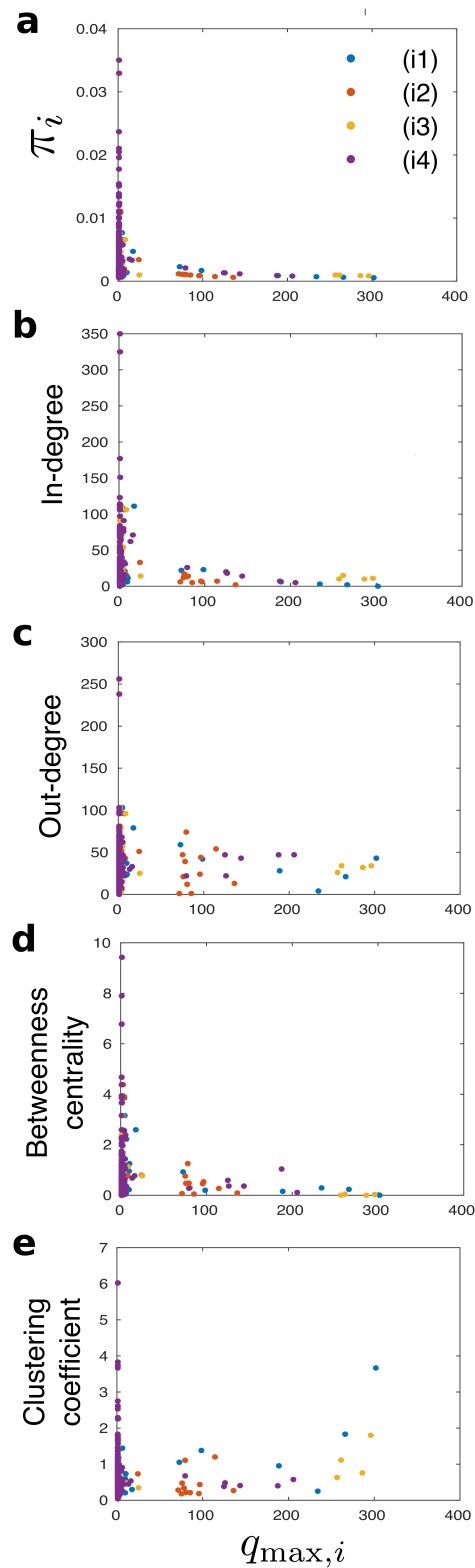 a
0.04
0.03
0.02
0.01
0
π_i
(i1)
(i2)
(i3)
(i4)
0 100 200 300 400
b
350
300
250
200
150
100
50
0
In-degree
0 100 200 300 400
c
300
250
200
150
100
50
0
Out-degree
0 100 200 300 400
d
10
8
6
4
2
0
Betweenness
centrality
0 100 200 300 400
e
7
6
5
4
3
2
1
0
Clustering
coefficient
0 100 200 300 400
q_max,i